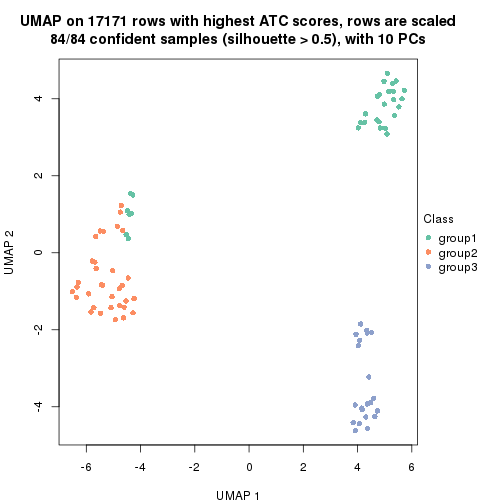 UMAP on 17171 rows with highest ATC scores, rows are scaled
84/84 confident samples (silhouette > 0.5), with 10 PCs
4
2
0
-2
-4
UMAP 2
-6
-4
-2
0
2
4
6
UMAP 1
Class
group1
group2
group3